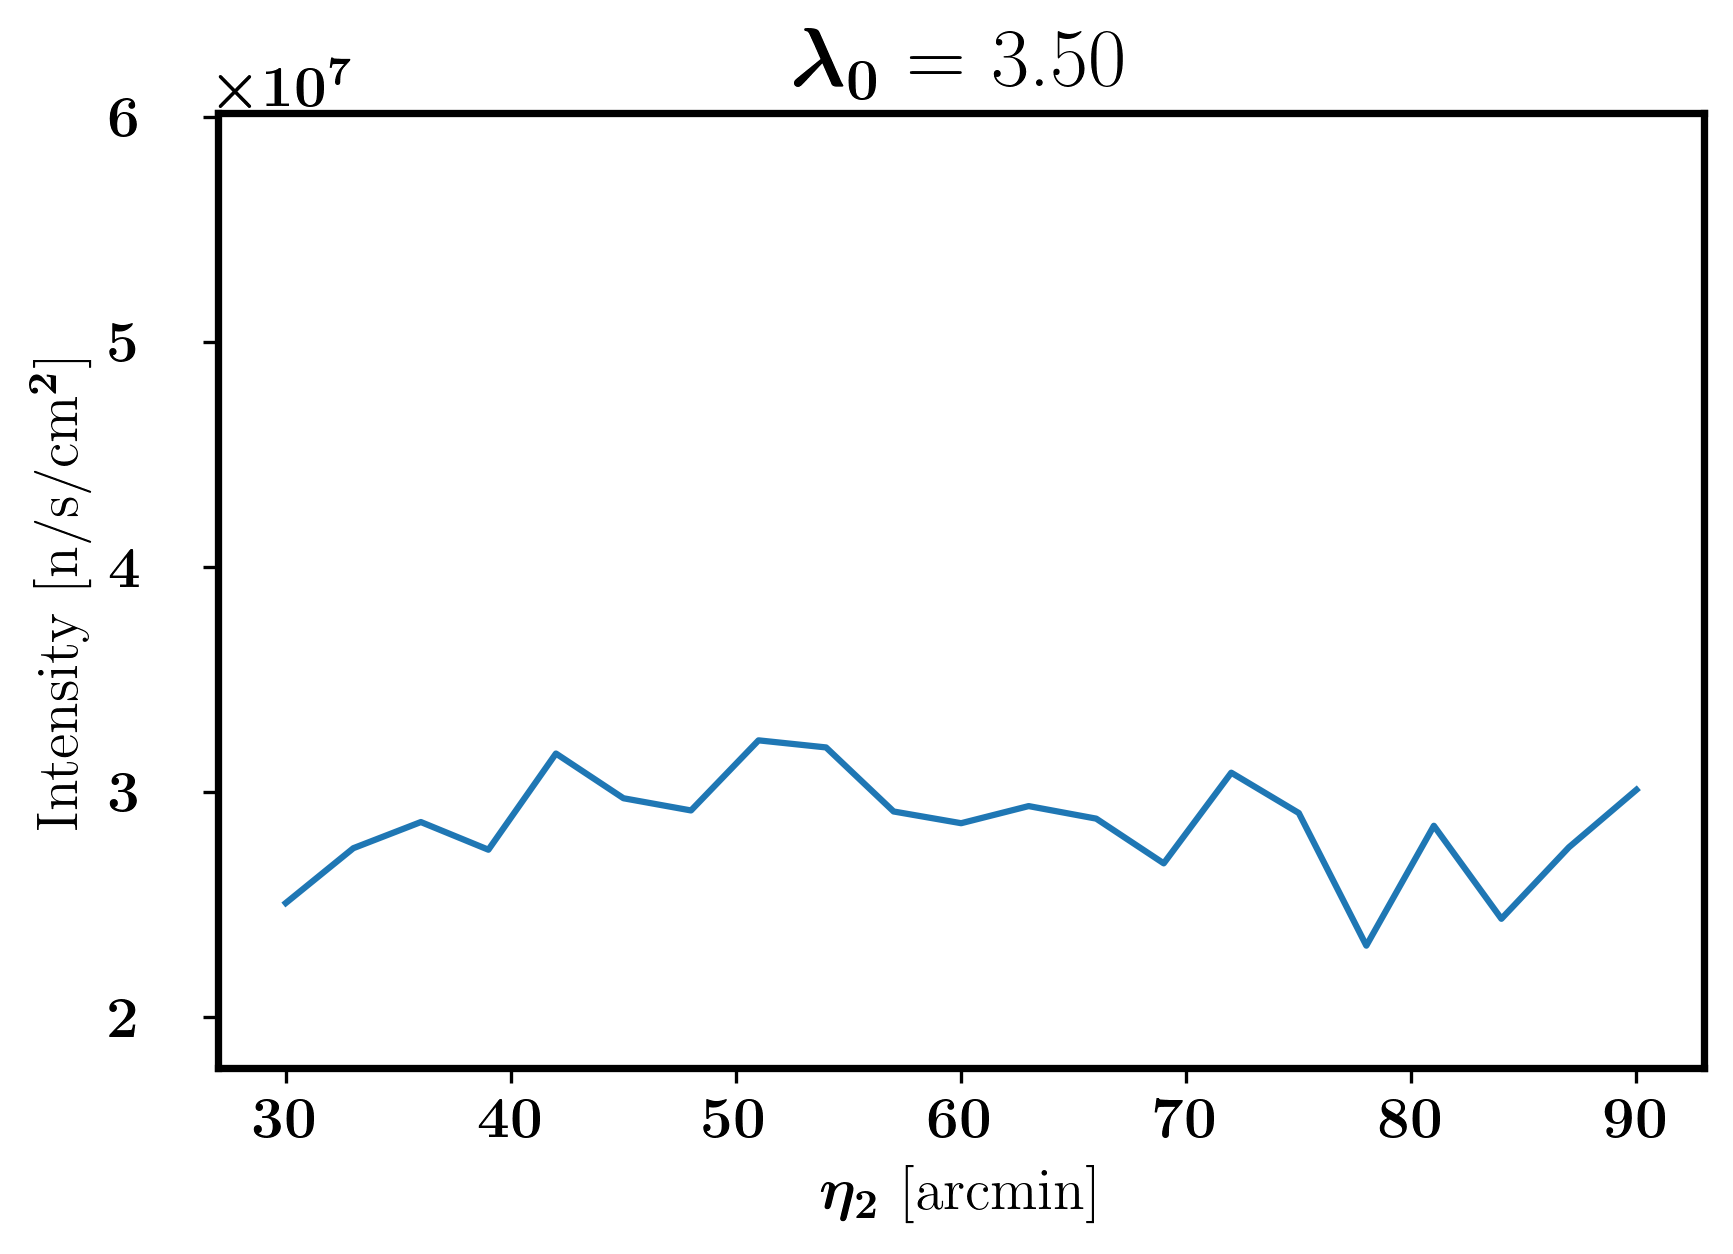 λ₀ = 3.50
×10⁷
6
5
4
3
2
Intensity [n/s/cm²]
30 40 50 60 70 80 90
η₂ [arcmin]